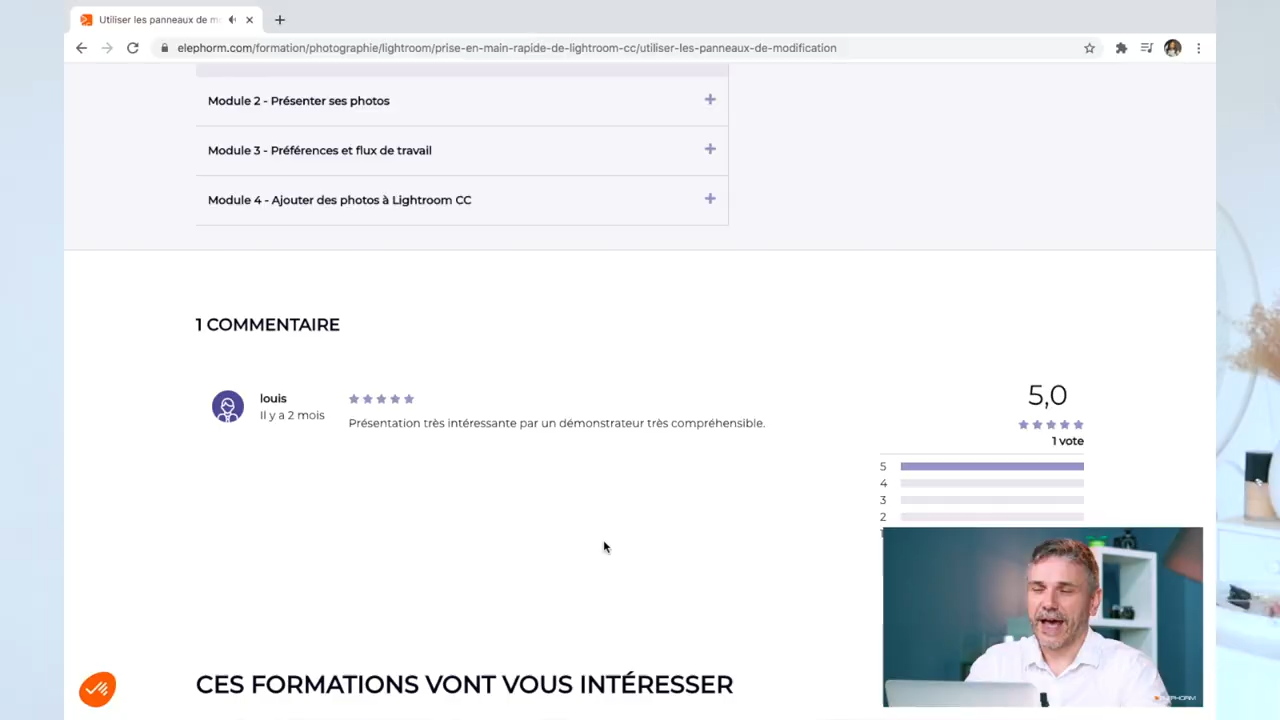 Utiliser les panneaux de m
elephorm.com/formation/photographie/lightroom/prise-en-main-rapide-de-lightroom-cc/utiliser-les-panneaux-de-modification
Module 2 - Présenter ses photos
Module 3 - Préférences et flux de travail
Module 4 - Ajouter des photos à Lightroom CC
1 COMMENTAIRE
louis
Il y a 2 mois
Présentation très intéressante par un démonstrateur très compréhensible.
5,0
1 vote
5
4
3
2
CES FORMATIONS VONT VOUS INTÉRESSER
ELEPHORM